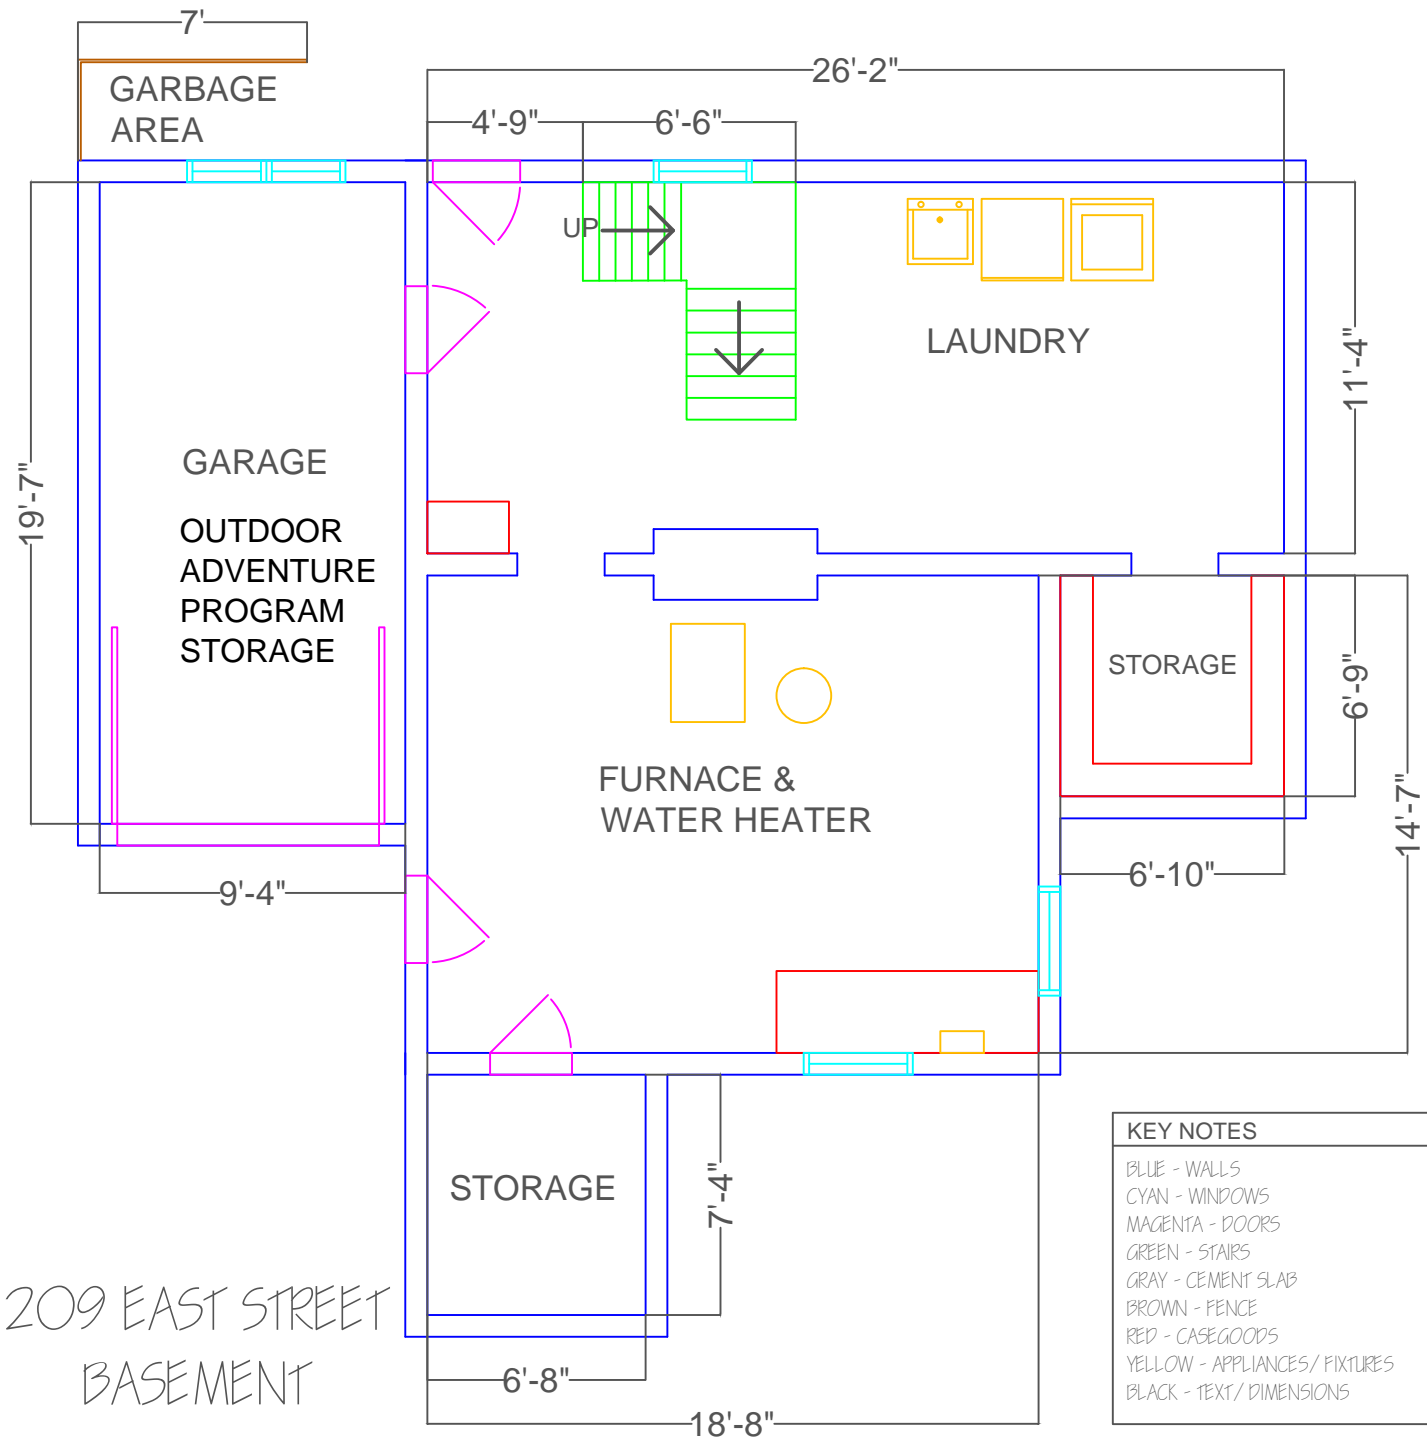 7'
GARBAGE
AREA
26'-2"
4'-9"
6'-6"
UP
LAUNDRY
11'-4"
GARAGE
19'-7"
OUTDOOR
ADVENTURE
PROGRAM
STORAGE
STORAGE
6'-9"
FURNACE &
WATER HEATER
14'-7"
9'-4"
6'-10"
STORAGE
7'-4"
6'-8"
18'-8"
209 EAST STREET
BASEMENT
KEY NOTES
BLUE - WALLS
CYAN - WINDOWS
MAGENTA - DOORS
GREEN - STAIRS
GRAY - CEMENT SLAB
BROWN - FENCE
RED - CASEGOODS
YELLOW - APPLIANCES/ FIXTURES
BLACK - TEXT/ DIMENSIONS